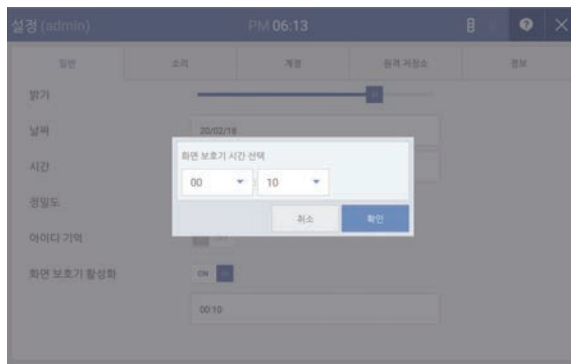 설정 (admin)
PM 06:13
일반
소리
계정
원격 저장소
정보
밝기
날짜
20/02/18
시간
화면 보호기 시간 선택
00 : 10
정밀도
취소
확인
아이디 기억
화면 보호기 활성화
ON
00:10